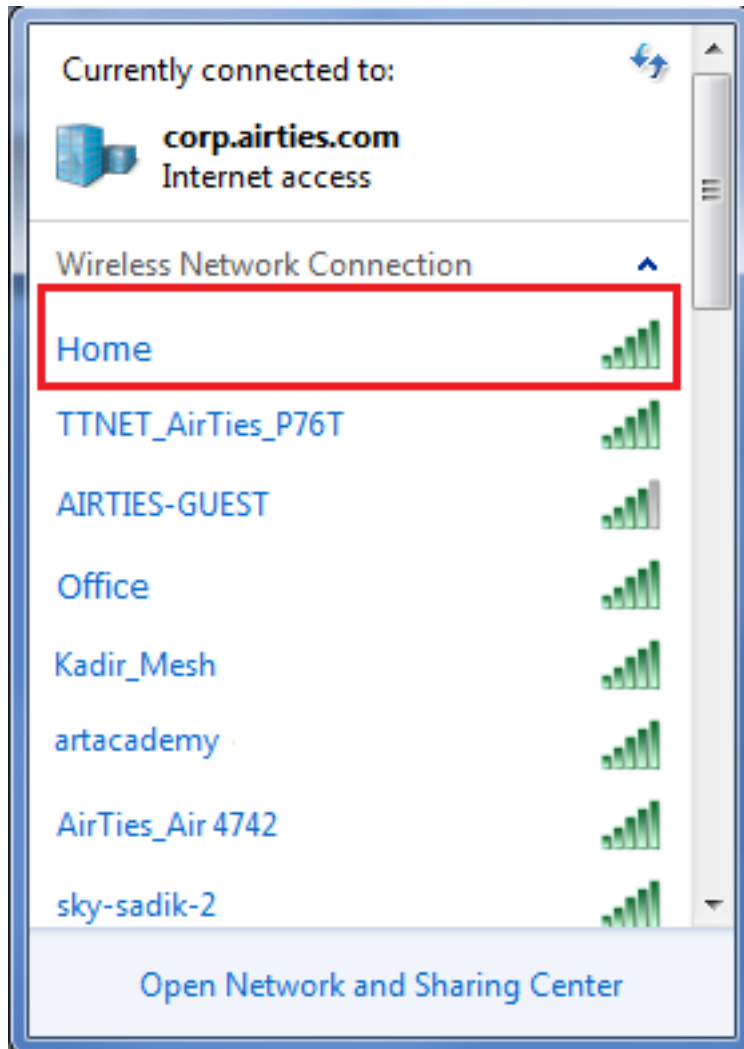 Currently connected to:
corp.airties.com
Internet access
Wireless Network Connection
Home
TTNET_AirTies_P76T
AIRTIES-GUEST
Office
Kadir_Mesh
artacademy
AirTies_Air 4742
sky-sadik-2
Open Network and Sharing Center